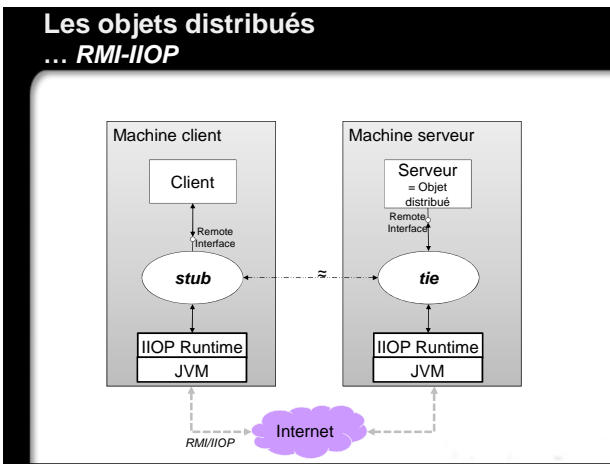 Les objets distribués
… RMI-IIOP
Machine client
Client
Remote
Interface
stub
IIOP Runtime
JVM
Machine serveur
Serveur
= Objet
distribué
Remote
Interface
tie
IIOP Runtime
JVM
≈
RMI/IIOP
Internet